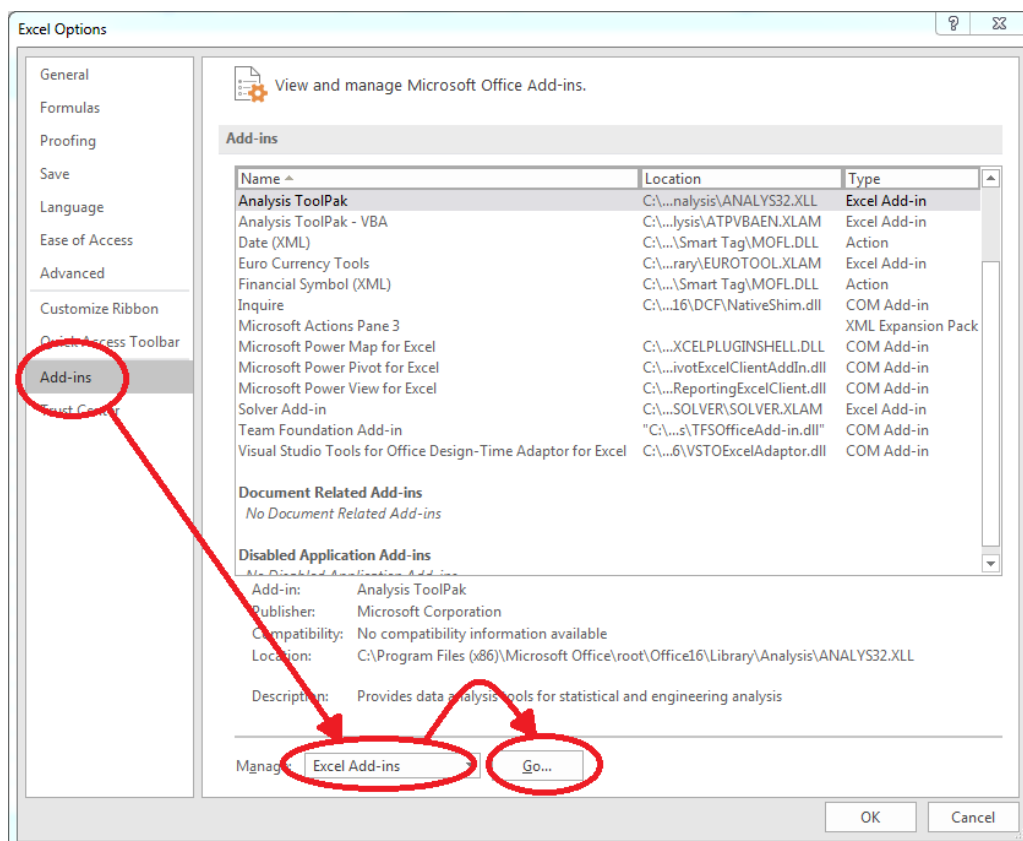 Excel Options
General
Formulas
Proofing
Save
Language
Ease of Access
Advanced
Customize Ribbon
Quick Access Toolbar
Add-ins
Trust Center
View and manage Microsoft Office Add-ins.
Add-ins
Name Location Type
Analysis ToolPak C:\...nalysis\ANALYS32.XLL Excel Add-in
Analysis ToolPak - VBA C:\...lysis\ATPVBAEN.XLAM Excel Add-in
Date (XML) C:\...\Smart Tag\MOFL.DLL Action
Euro Currency Tools C:\...rary\EUROTOOL.XLAM Excel Add-in
Financial Symbol (XML) C:\...\Smart Tag\MOFL.DLL Action
Inquire C:\...16\DCF\NativeShim.dll COM Add-in
Microsoft Actions Pane 3 XML Expansion Pack
Microsoft Power Map for Excel C:\...XCELPLUGINSHELL.DLL COM Add-in
Microsoft Power Pivot for Excel C:\...ivotExcelClientAddIn.dll COM Add-in
Microsoft Power View for Excel C:\...ReportingExcelClient.dll COM Add-in
Solver Add-in C:\...SOLVER\SOLVER.XLAM Excel Add-in
Team Foundation Add-in "C:\...s\TFSOfficeAdd-in.dll" COM Add-in
Visual Studio Tools for Office Design-Time Adaptor for Excel C:\...6\VSTOExcelAdaptor.dll COM Add-in
Document Related Add-ins
No Document Related Add-ins
Disabled Application Add-ins
No Disabled Application Add-ins
Add-in: Analysis ToolPak
Publisher: Microsoft Corporation
Compatibility: No compatibility information available
Location: C:\Program Files (x86)\Microsoft Office\root\Office16\Library\Analysis\ANALYS32.XLL
Description: Provides data analysis tools for statistical and engineering analysis
Manage: Excel Add-ins Go...
OK Cancel